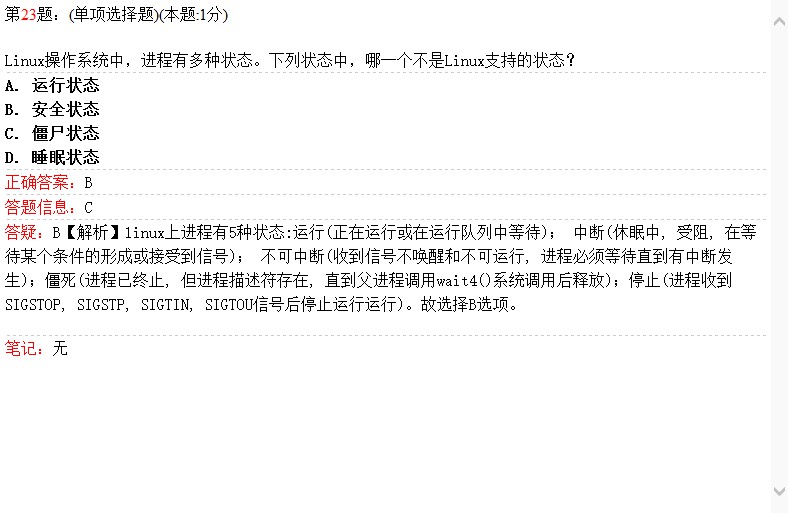 第23题：(单项选择题)(本题:1分)
Linux操作系统中，进程有多种状态。下列状态中，哪一个不是Linux支持的状态？
A. 运行状态
B. 安全状态
C. 僵尸状态
D. 睡眠状态
正确答案：B
答题信息：C
答疑：B【解析】linux上进程有5种状态:运行(正在运行或在运行队列中等待)； 中断(休眠中, 受阻, 在等
待某个条件的形成或接受到信号)； 不可中断(收到信号不唤醒和不可运行, 进程必须等待直到有中断发
生)；僵死(进程已终止, 但进程描述符存在, 直到父进程调用wait4()系统调用后释放)；停止(进程收到
SIGSTOP, SIGSTP, SIGTIN, SIGTOU信号后停止运行运行)。故选择B选项。
笔记：无